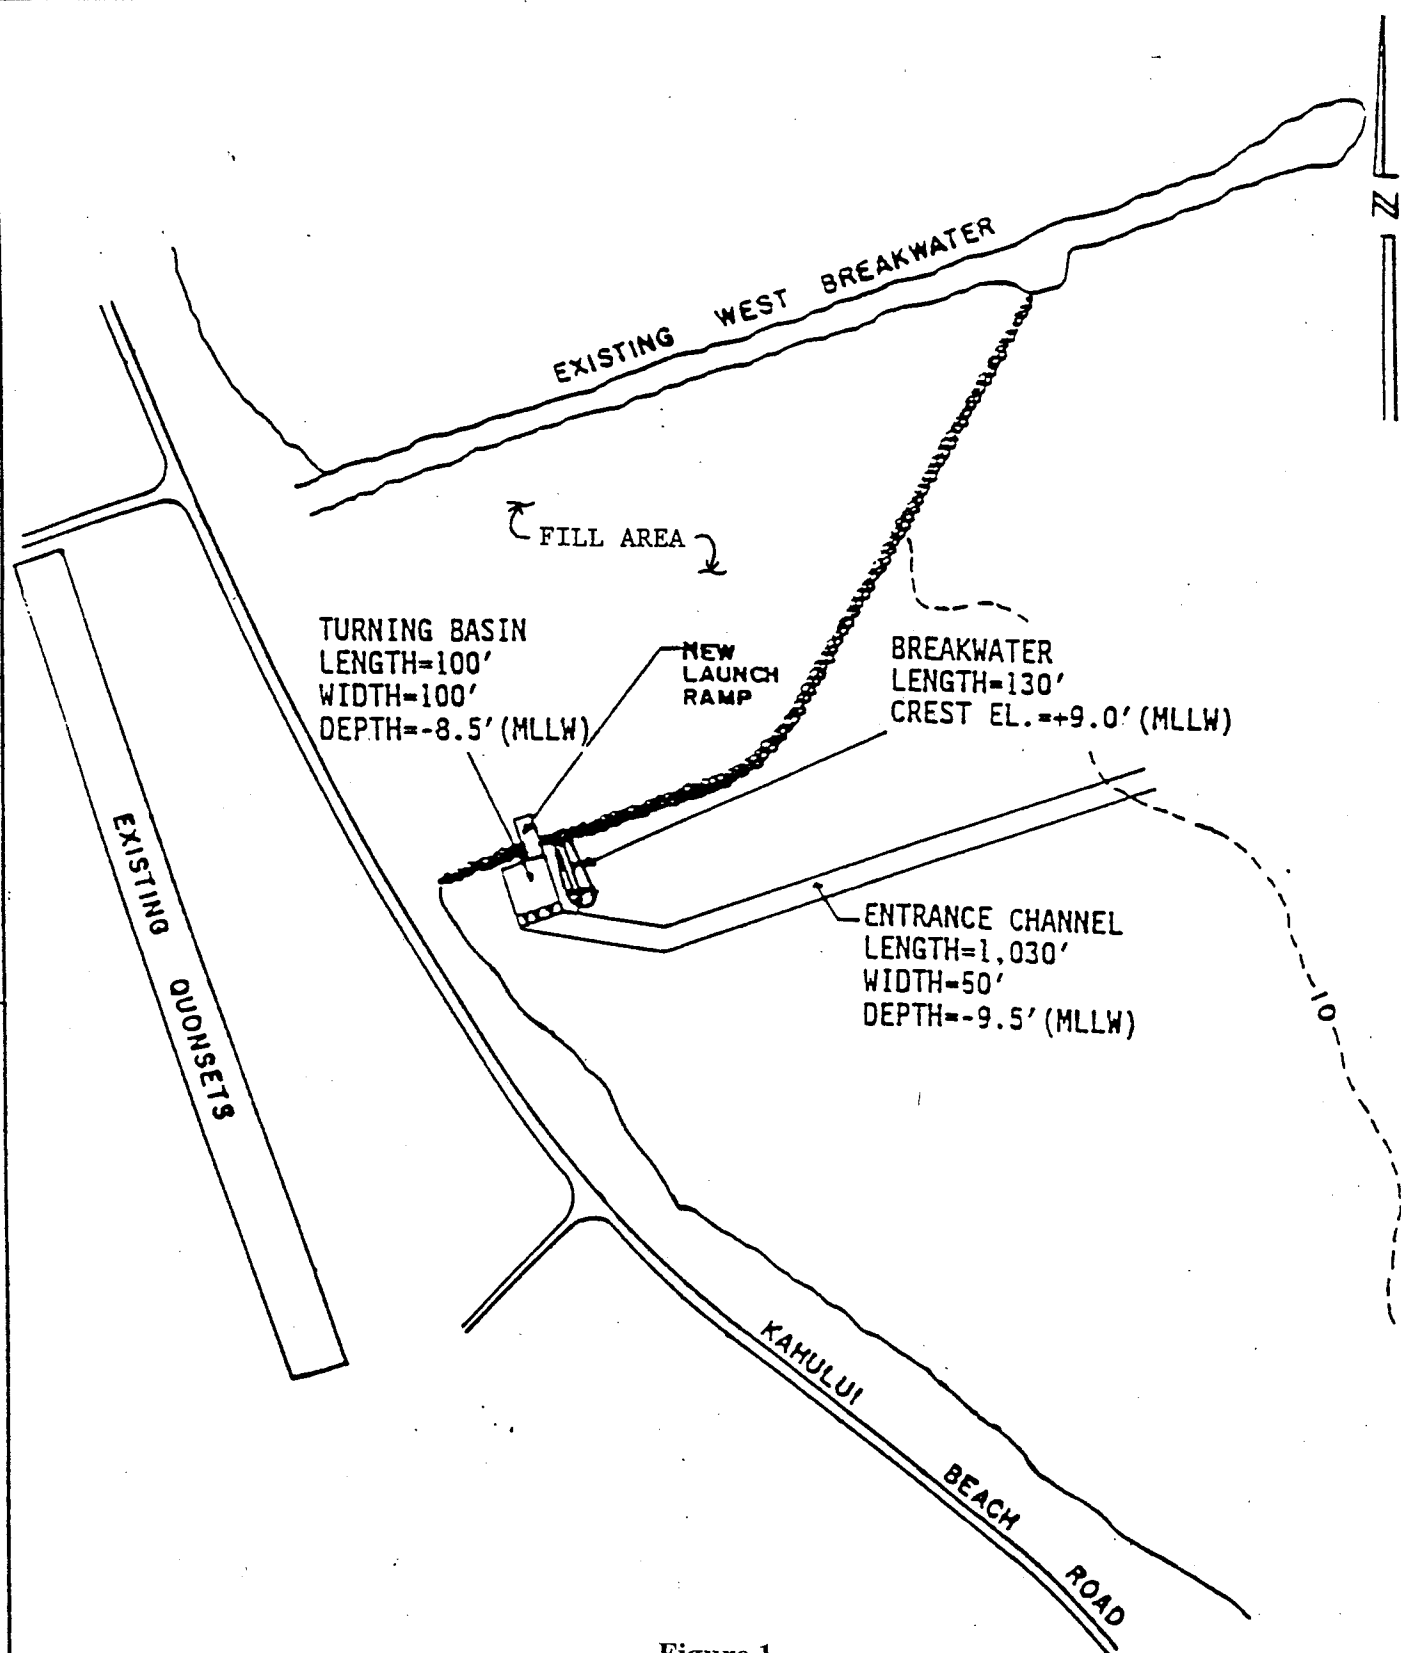 N
EXISTING WEST BREAKWATER
FILL AREA
TURNING BASIN
LENGTH=100'
WIDTH=100'
DEPTH=-8.5'(MLLW)
NEW
LAUNCH
RAMP
BREAKWATER
LENGTH=130'
CREST EL.=+9.0'(MLLW)
ENTRANCE CHANNEL
LENGTH=1,030'
WIDTH=50'
DEPTH=-9.5'(MLLW)
10
EXISTING QUONSETS
KAHULUI BEACH ROAD
Figure 1